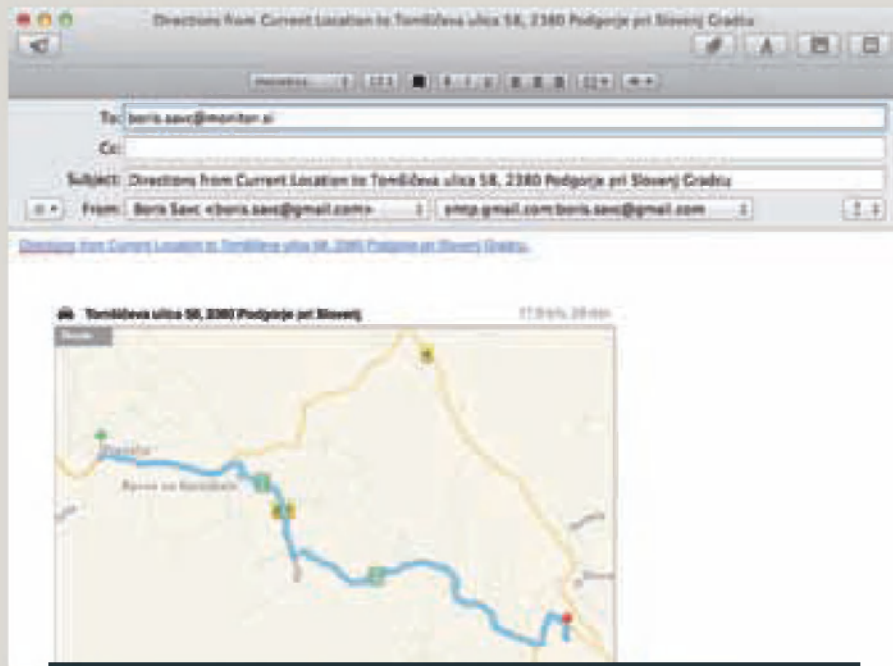 Directions from Current Location to Tomšičeva ulica 58, 2380 Podgorje pri Slovenj Gradcu
To: boris.savc@monitor.si
Cc:
Subject: Directions from Current Location to Tomšičeva ulica 58, 2380 Podgorje pri Slovenj Gradcu
From: Boris Savc <boris.savc@gmail.com> smtp.gmail.com:boris.savc@gmail.com
Directions from Current Location to Tomšičeva ulica 58, 2380 Podgorje pri Slovenj Gradcu
Tomšičeva ulica 58, 2380 Podgorje pri Slovenj
Ravne na Koroškem